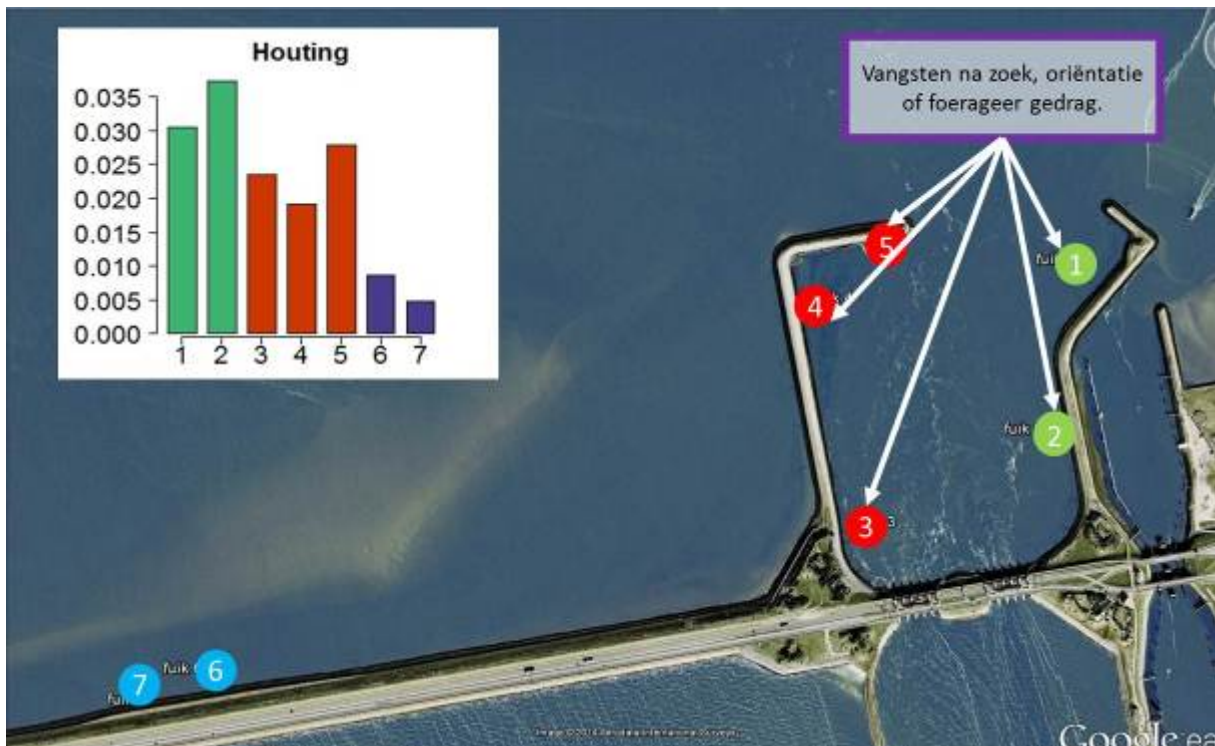 Houting
0.035
0.030
0.025
0.020
0.015
0.010
0.005
0.000
1 2 3 4 5 6 7
Vangsten na zoek, oriëntatie
of foerageer gedrag.
5
fui 1
4
fuik 2
3 3
fuik 6
7
Google ea